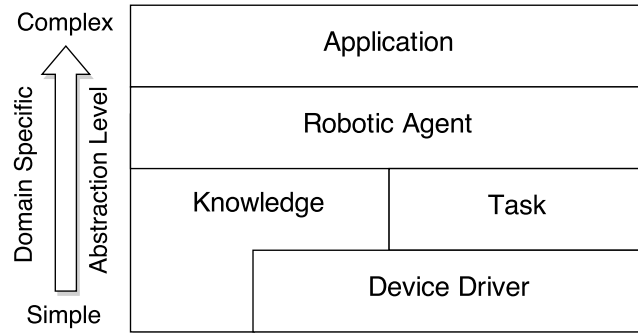 Complex
Application
Domain Specific
Abstraction Level
Robotic Agent
Knowledge
Task
Device Driver
Simple